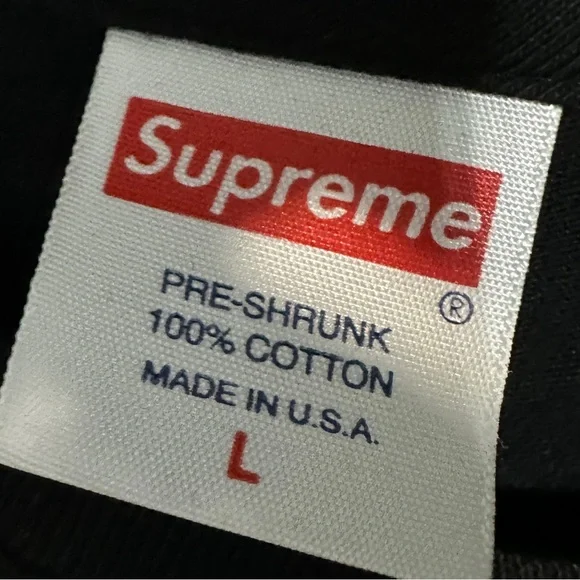 Supreme
®
PRE-SHRUNK
100% COTTON
MADE IN U.S.A.
L